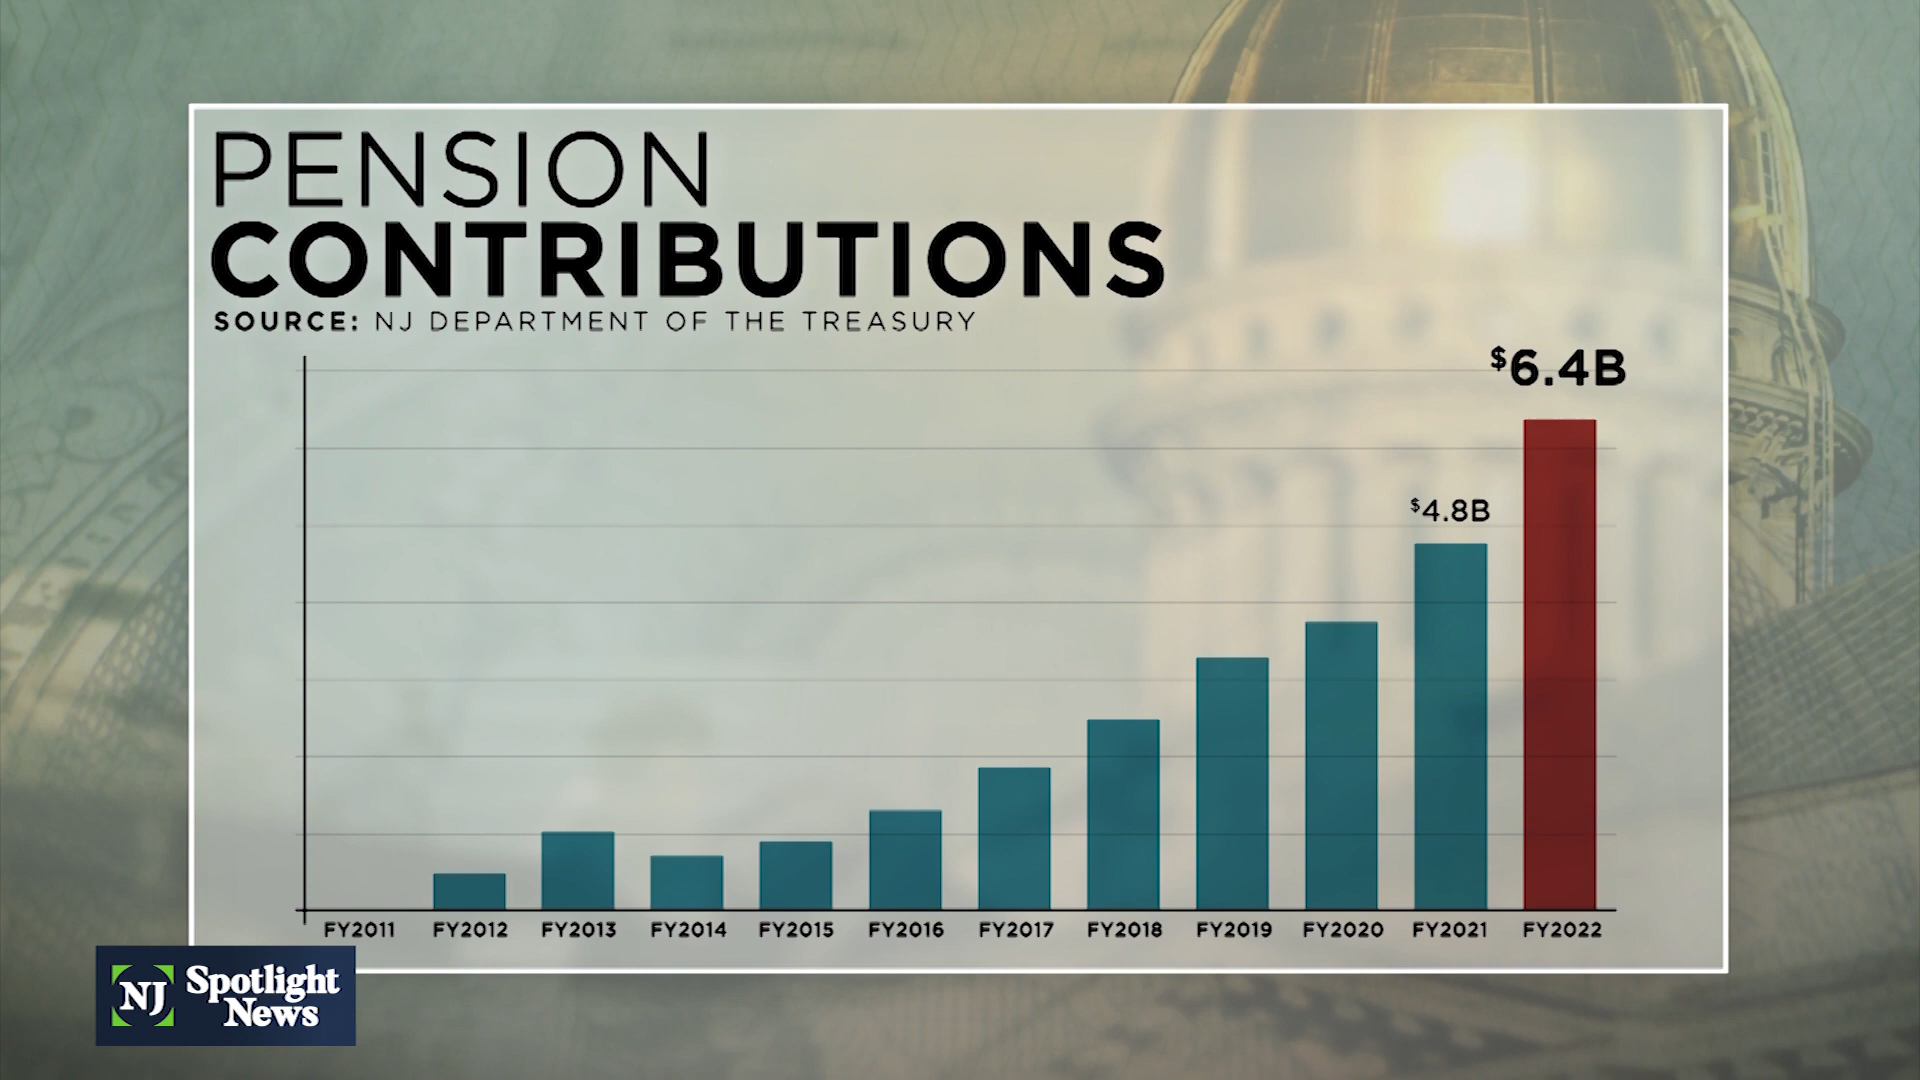 PENSION
CONTRIBUTIONS
SOURCE: NJ DEPARTMENT OF THE TREASURY
$6.4B
$4.8B
FY2011 FY2012 FY2013 FY2014 FY2015 FY2016 FY2017 FY2018 FY2019 FY2020 FY2021 FY2022
NJ Spotlight
News